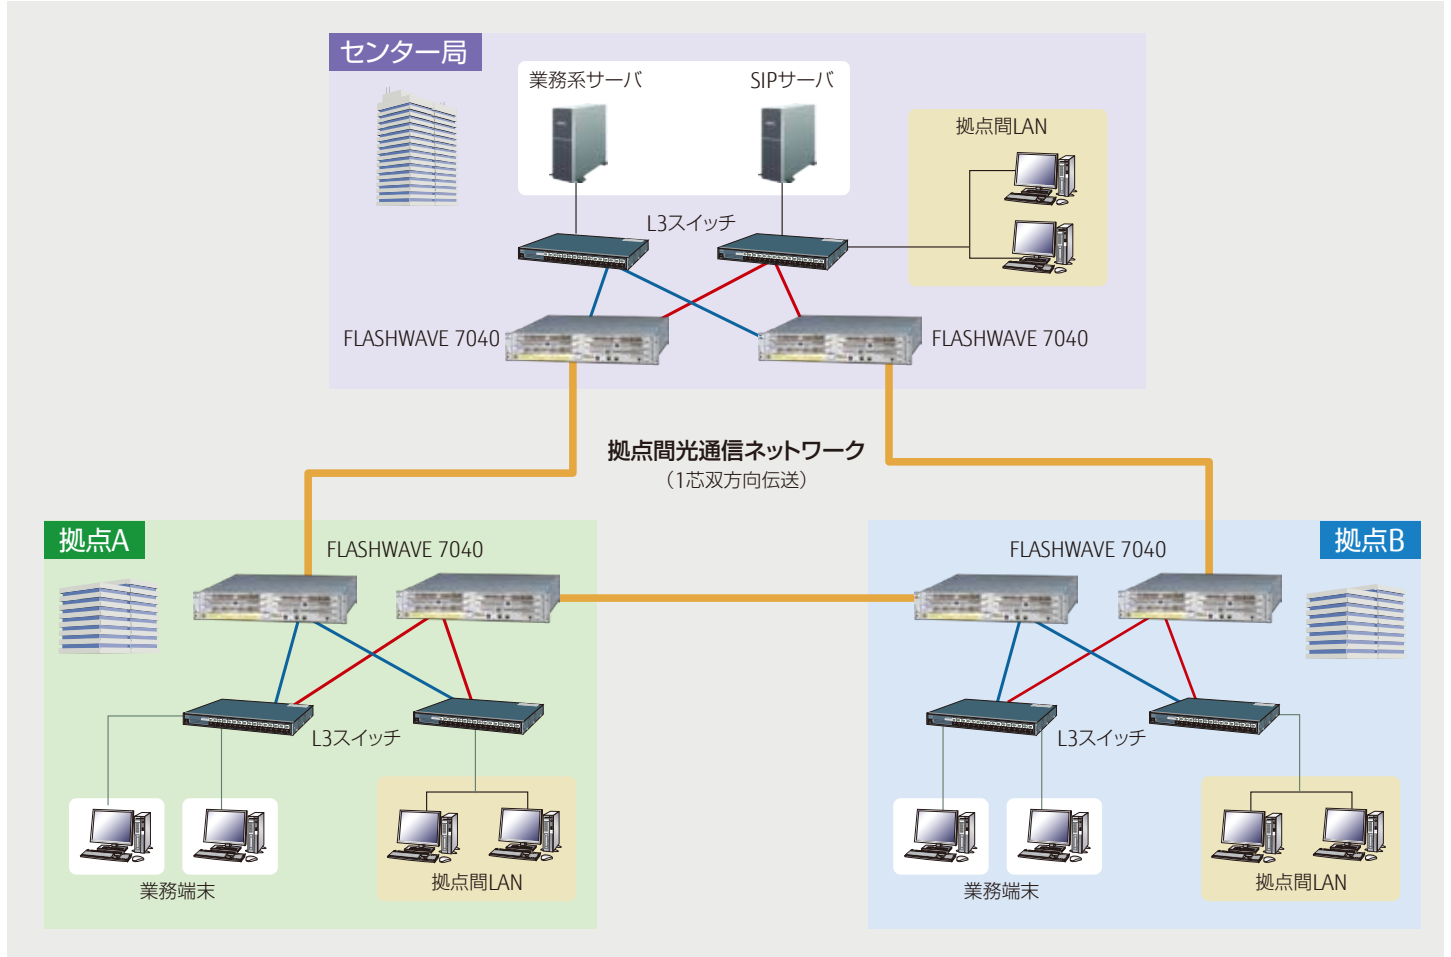 センター局
業務系サーバ
SIPサーバ
拠点間LAN
L3スイッチ
FLASHWAVE 7040
FLASHWAVE 7040
拠点間光通信ネットワーク
（1芯双方向伝送）
拠点A
FLASHWAVE 7040
L3スイッチ
業務端末
拠点間LAN
拠点B
FLASHWAVE 7040
L3スイッチ
業務端末
拠点間LAN